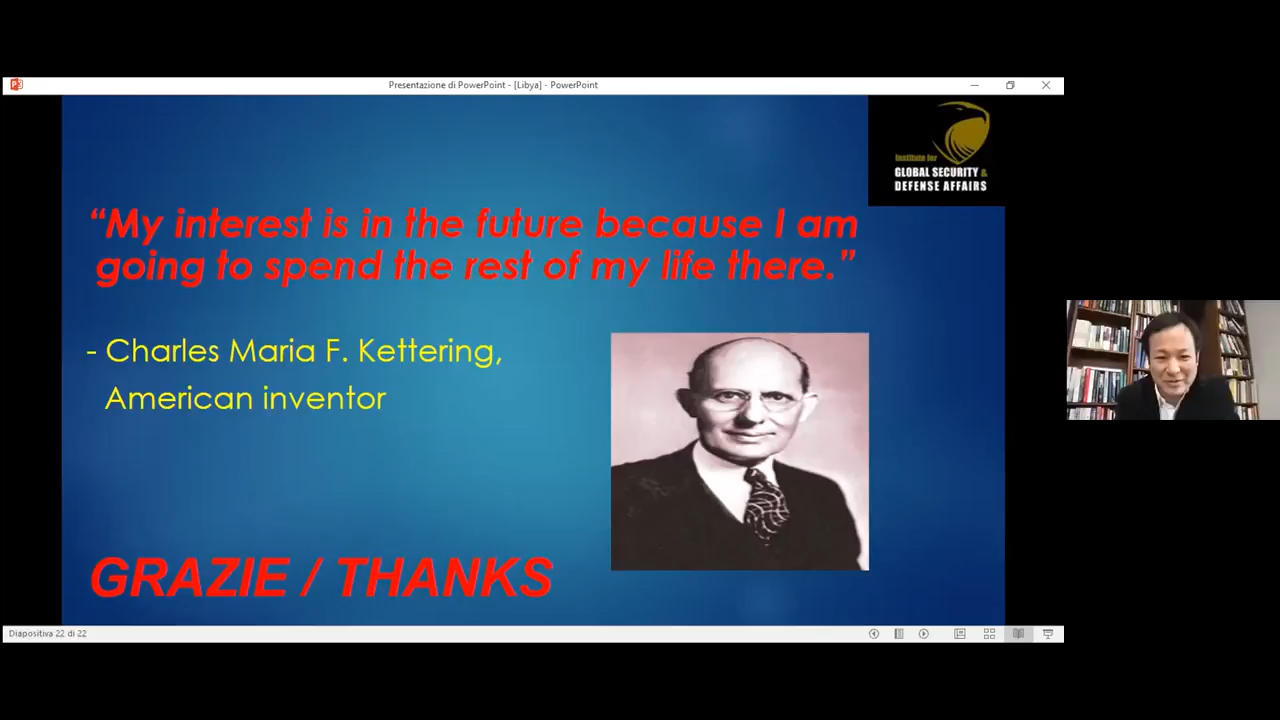 Presentazione di PowerPoint - [Libya] - PowerPoint
Institute for
GLOBAL SECURITY &
DEFENSE AFFAIRS
“My interest is in the future because I am
going to spend the rest of my life there.”
- Charles Maria F. Kettering,
American inventor
GRAZIE / THANKS
Diapositiva 22 di 22